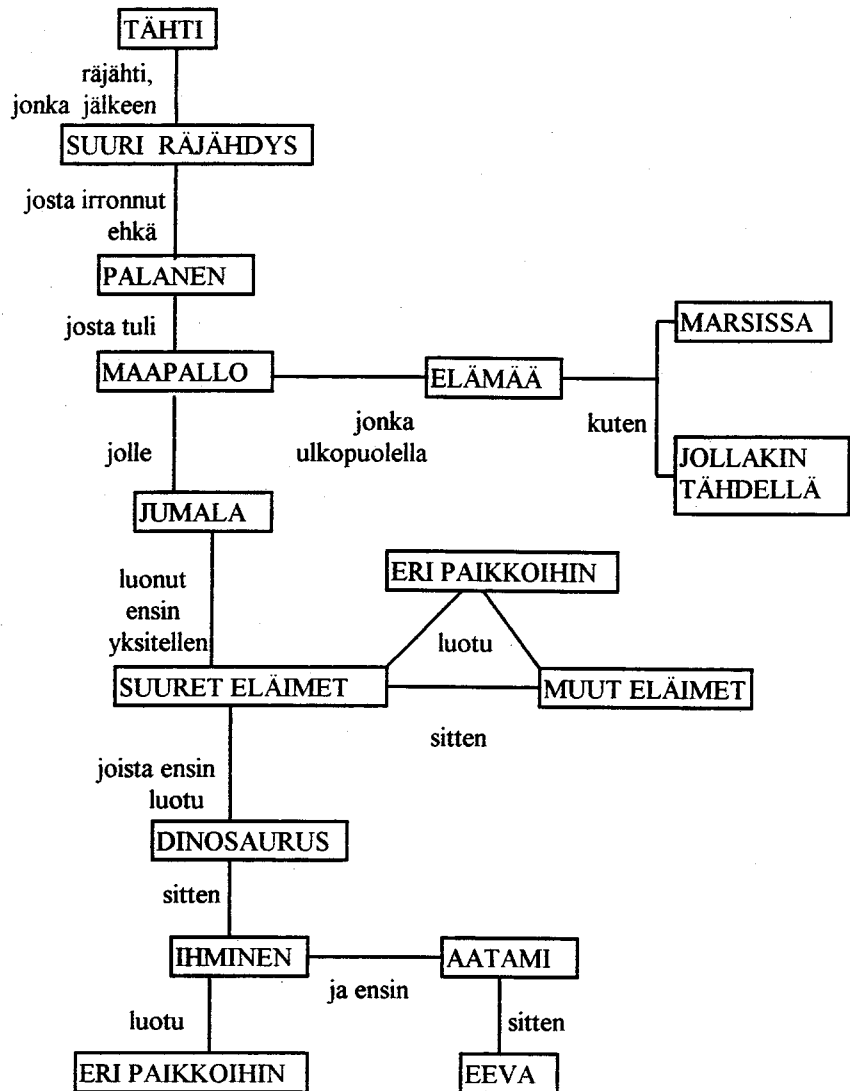 TÄHTI
räjähti,
jonka jälkeen
SUURI RÄJÄHDYS
josta irronnut
ehkä
PALANEN
josta tuli
MAAPALLO
jonka
ulkopuolella
ELÄMÄÄ
kuten
MARSISSA
JOLLAKIN
TÄHDELLÄ
jolle
JUMALA
luonut
ensin
yksitellen
SUURET ELÄIMET
luotu
ERI PAIKKOIHIN
sitten
MUUT ELÄIMET
joista ensin
luotu
DINOSAURUS
sitten
IHMINEN
ja ensin
AATAMI
luotu
sitten
ERI PAIKKOIHIN
EEVA